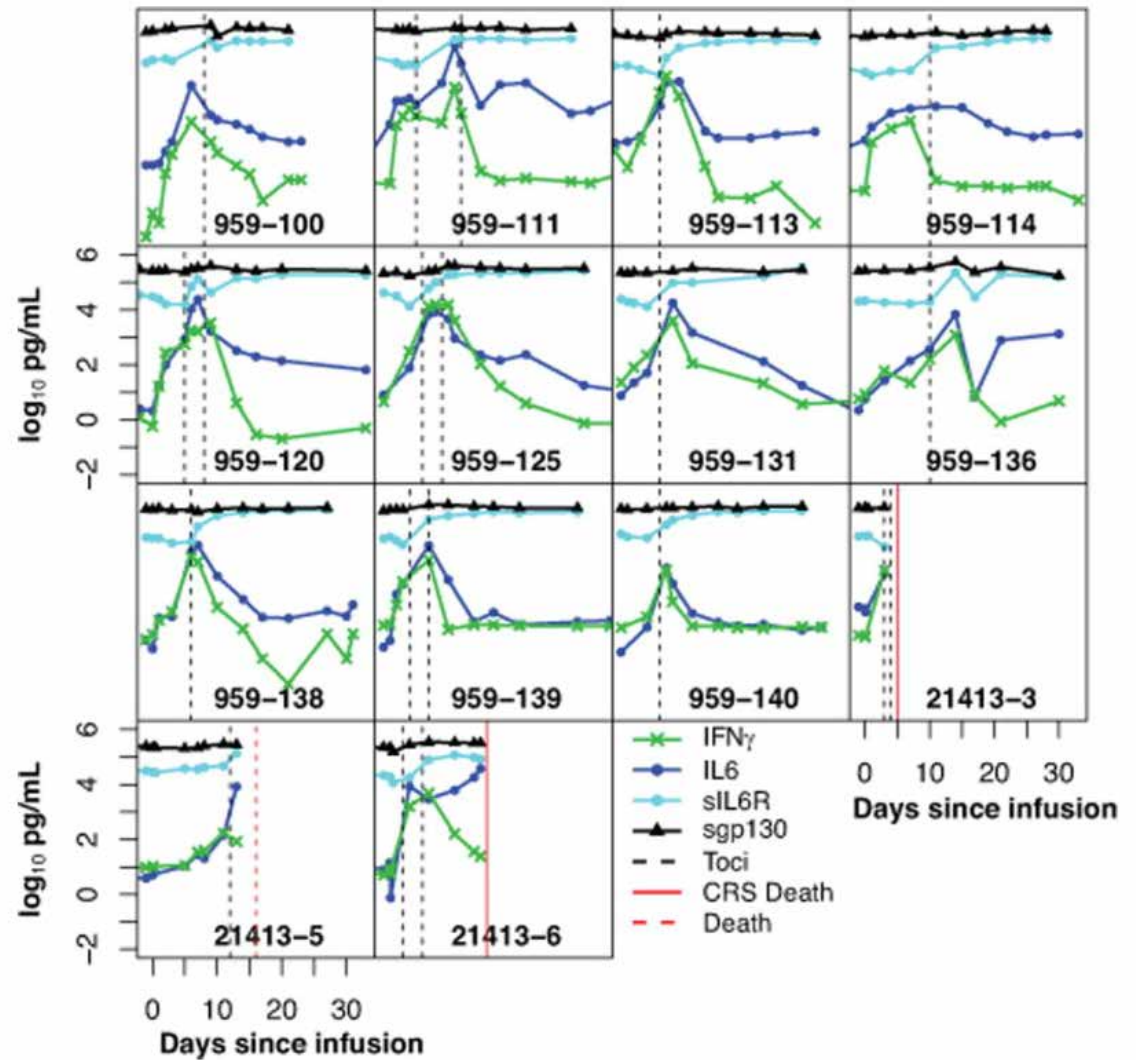 959–100
959–111
959–113
959–114
6
4
2
0
−2
log₁₀ pg/mL
959–120
959–125
959–131
959–136
959–138
959–139
959–140
21413–3
0 10 20 30
Days since infusion
6
4
2
0
−2
log₁₀ pg/mL
21413–5
21413–6
IFNγ
IL6
sIL6R
sgp130
Toci
CRS Death
Death
0 10 20 30
Days since infusion